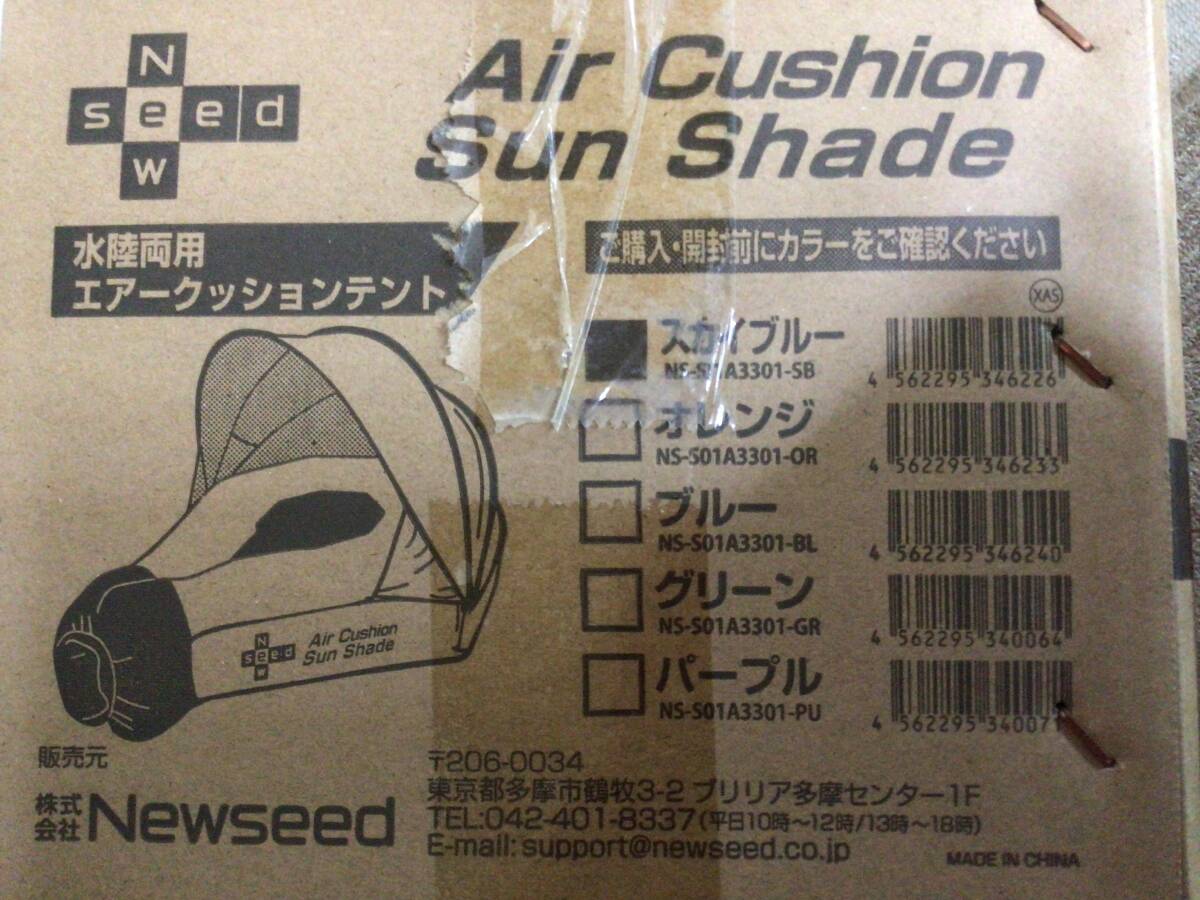 New
seed
Air Cushion
Sun Shade
水陸両用
エアークッションテント
ご購入・開封前にカラーをご確認ください
XAS
スカイブルー
NS-S01A3301-SB
4 562295 346226
オレンジ
NS-S01A3301-OR
4 562295 346233
ブルー
NS-S01A3301-BL
4 562295 346240
グリーン
NS-S01A3301-GR
4 562295 340064
パープル
NS-S01A3301-PU
4 562295 340071
New
seed
Air Cushion
Sun Shade
販売元
株式会社 Newseed
〒206-0034
東京都多摩市鶴牧3-2 ブリリア多摩センター1F
TEL:042-401-8337(平日10時〜12時/13時〜18時)
E-mail: support@newseed.co.jp
MADE IN CHINA